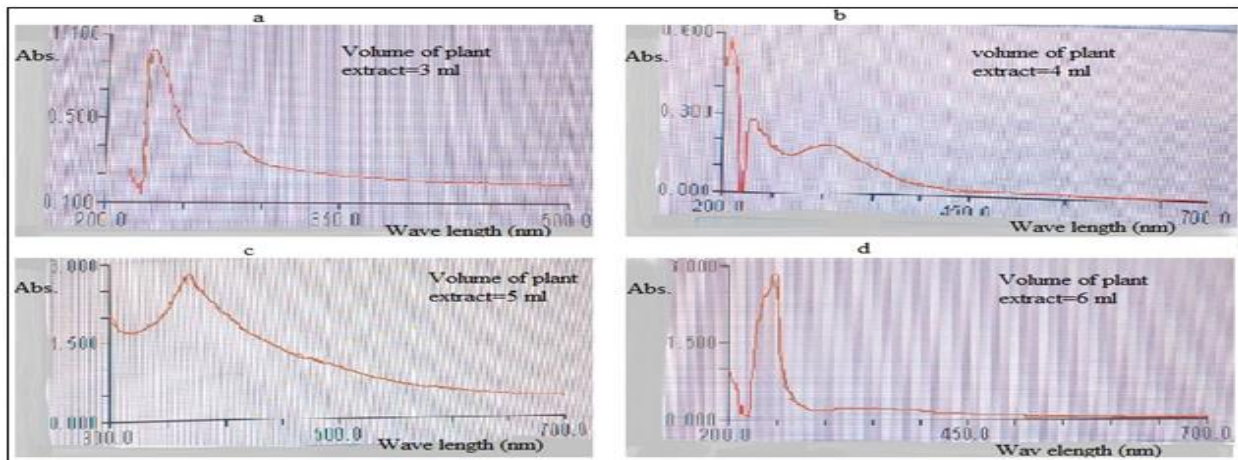 a
1.100
Abs.
Volume of plant
extract=3 ml
0.500
0.100
200.0
350.0
500.0
Wave length (nm)
b
0.600
Abs.
volume of plant
extract=4 ml
0.300
0.000
200.0
450.0
700.0
Wave length (nm)
c
3.000
Abs.
Volume of plant
extract=5 ml
1.500
0.000
300.0
500.0
700.0
Wave length (nm)
d
Abs.
Volume of plant
extract=6 ml
1.500
0.000
200.0
450.0
700.0
Wav elength (nm)